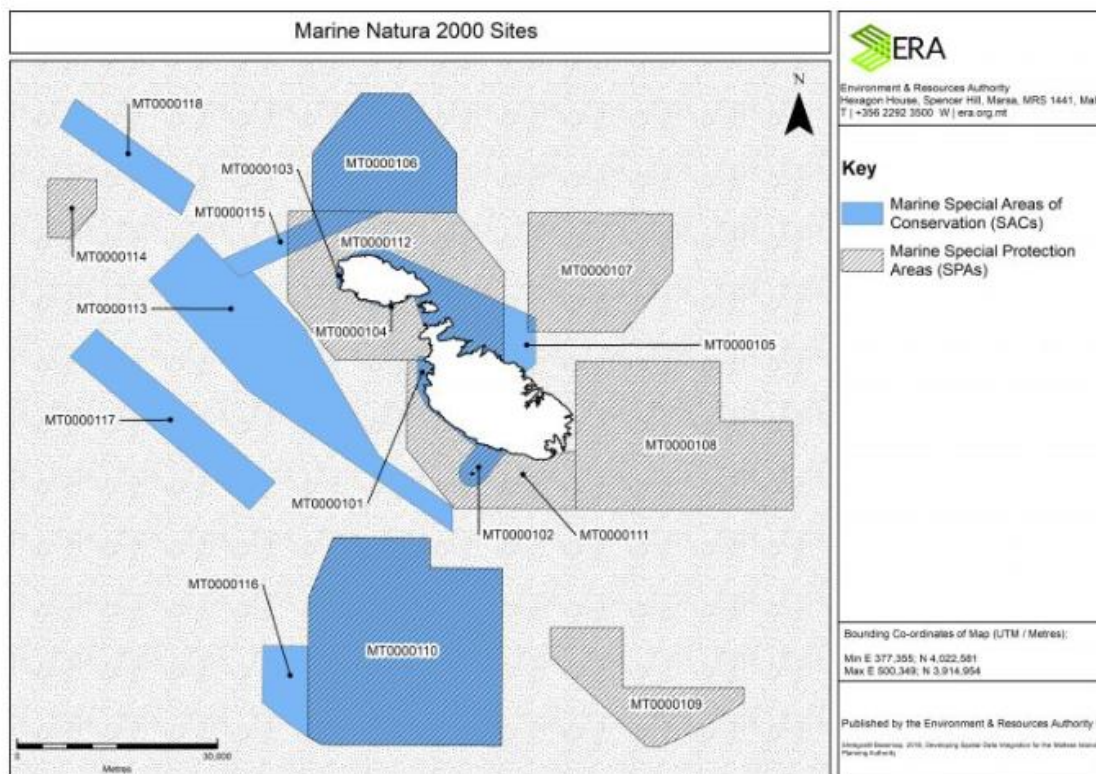 Marine Natura 2000 Sites
MT0000118
N
MT0000103
MT0000106
MT0000115
MT0000112
MT0000107
MT0000114
MT0000113
MT0000104
MT0000105
MT0000117
MT0000108
MT0000101
MT0000102
MT0000111
MT0000116
MT0000110
MT0000109
0
30,000
Metres
ERA
Environment & Resources Authority
Hexagon House, Spencer Hill, Marsa, MRS 1441, Mal
T | +356 2292 3500 W | era.org.mt
Key
Marine Special Areas of
Conservation (SACs)
Marine Special Protection
Areas (SPAs)
Bounding Co-ordinates of Map (UTM / Metres);
Min E 377,355; N 4,022,581
Max E 500,349; N 3,914,954
Published by the Environment & Resources Authority
Planning Authority